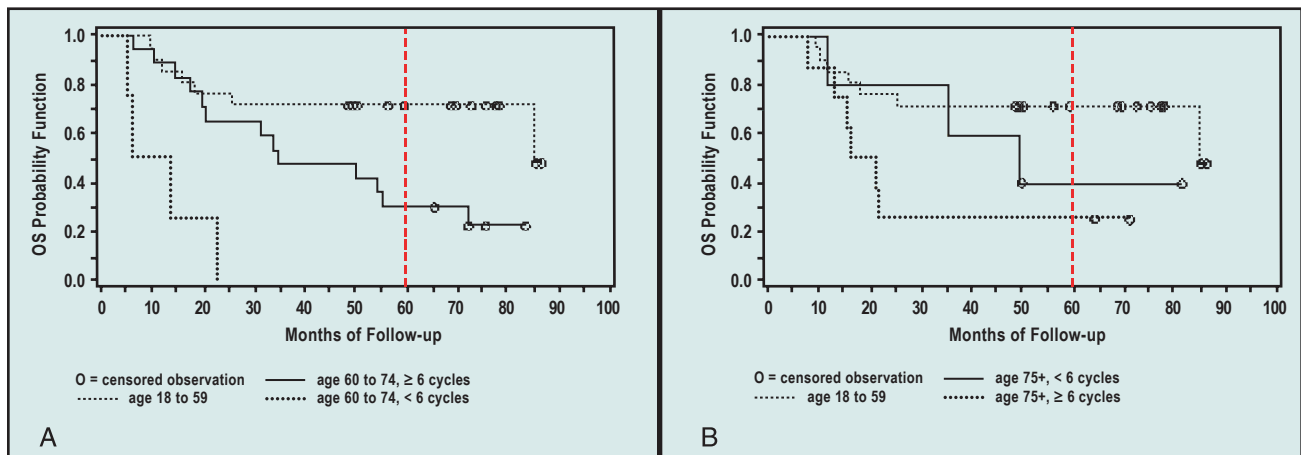 OS Probability Function
1.0
0.8
0.6
0.4
0.2
0.0
0 10 20 30 40 50 60 70 80 90 100
Months of Follow-up
O = censored observation
age 60 to 74, ≥ 6 cycles
age 18 to 59
age 60 to 74, < 6 cycles
A
OS Probability Function
1.0
0.8
0.6
0.4
0.2
0.0
0 10 20 30 40 50 60 70 80 90 100
Months of Follow-up
O = censored observation
age 75+, < 6 cycles
age 18 to 59
age 75+, ≥ 6 cycles
B